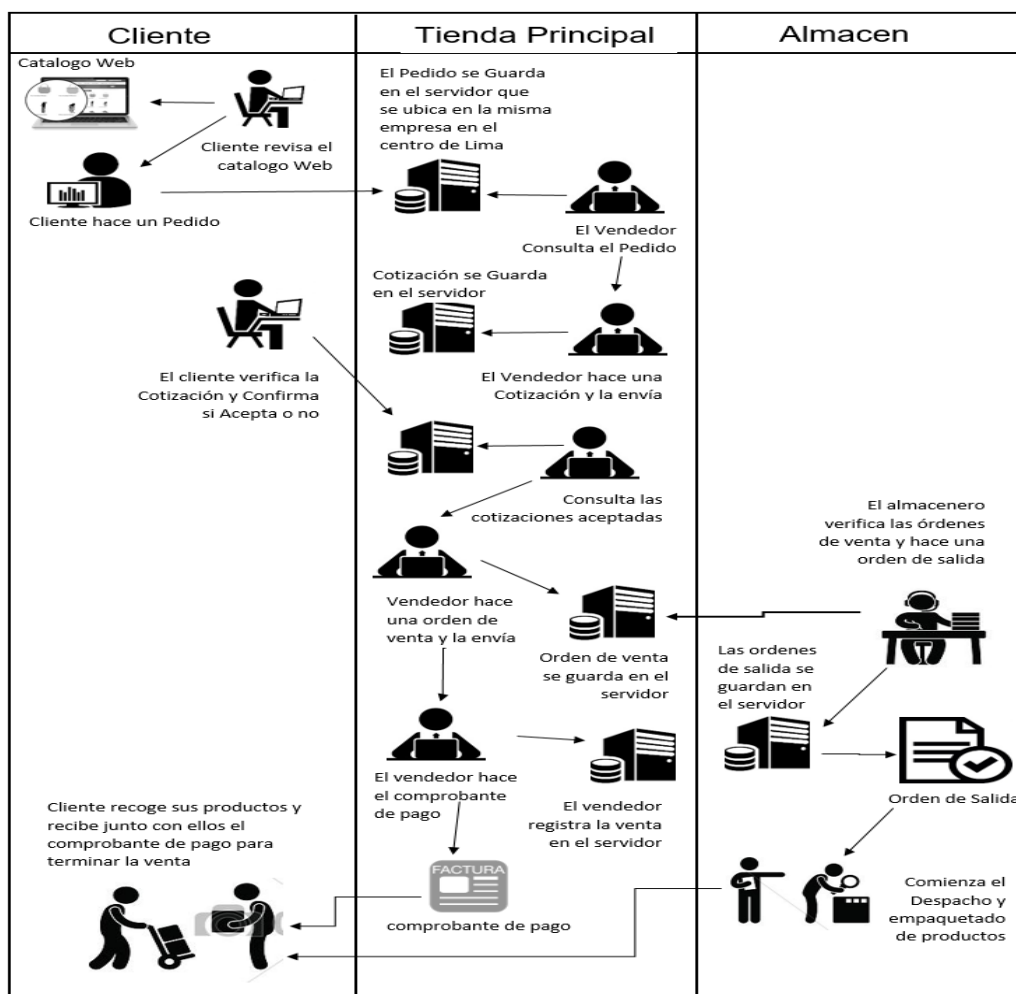 Cliente
Tienda Principal
Almacen
Catalogo Web
Cliente revisa el
catalogo Web
Cliente hace un Pedido
El Pedido se Guarda
en el servidor que
se ubica en la misma
empresa en el
centro de Lima
El Vendedor
Consulta el Pedido
Cotización se Guarda
en el servidor
El Vendedor hace una
Cotización y la envía
El cliente verifica la
Cotización y Confirma
si Acepta o no
Consulta las
cotizaciones aceptadas
Vendedor hace
una orden de
venta y la envía
Orden de venta
se guarda en el
servidor
El almacenero
verifica las órdenes
de venta y hace una
orden de salida
Las ordenes
de salida se
guardan en
el servidor
Orden de Salida
El vendedor hace
el comprobante
de pago
El vendedor
registra la venta
en el servidor
FACTURA
comprobante de pago
Comienza el
Despacho y
empaquetado
de productos
Cliente recoge sus productos y
recibe junto con ellos el
comprobante de pago para
terminar la venta